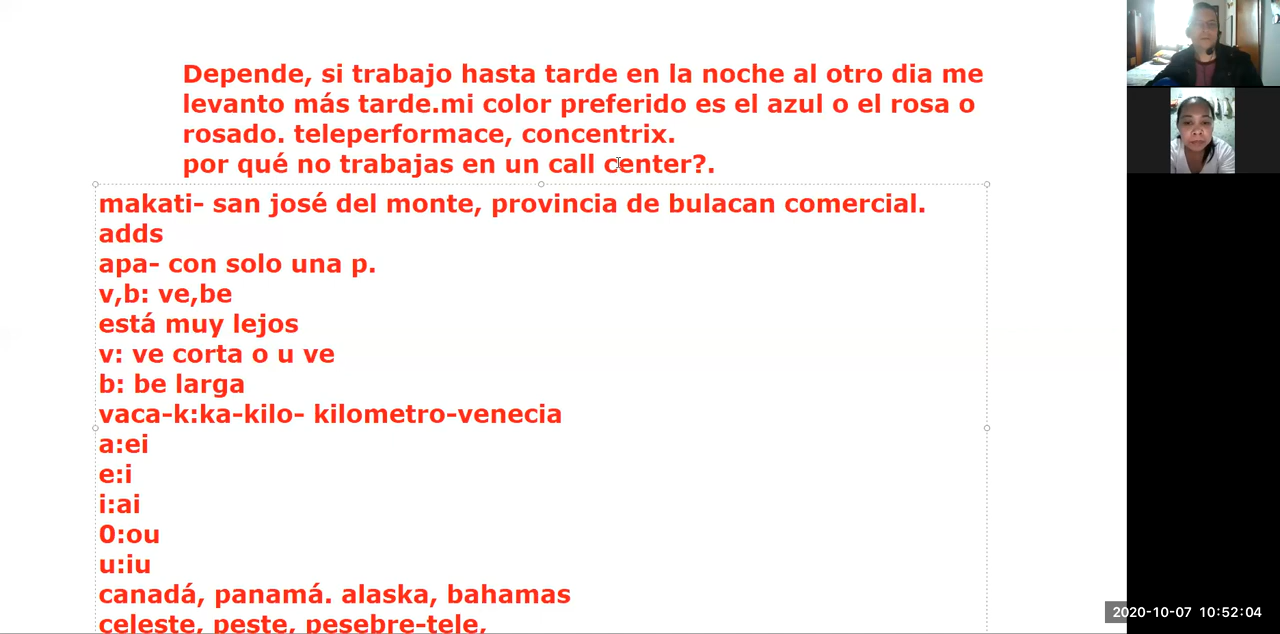 Depende, si trabajo hasta tarde en la noche al otro dia me
levanto más tarde.mi color preferido es el azul o el rosa o
rosado. teleperformace, concentrix.
por qué no trabajas en un call center?.
makati- san josé del monte, provincia de bulacan comercial.
adds
apa- con solo una p.
v,b: ve,be
está muy lejos
v: ve corta o u ve
b: be larga
vaca-k:ka-kilo- kilometro-venecia
a:ei
e:i
i:ai
0:ou
u:iu
canadá, panamá. alaska, bahamas
celeste, peste, pesebre-tele,
2020-10-07 10:52:04